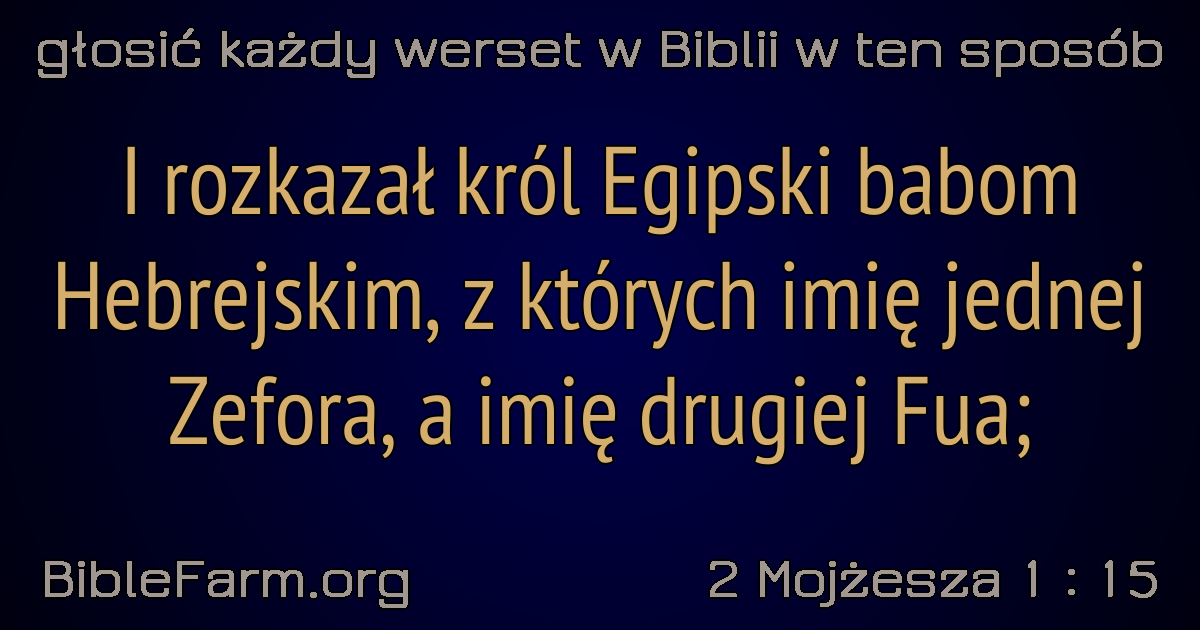 głosić każdy werset w Biblii w ten sposób
I rozkazał król Egipski babom
Hebrejskim, z których imię jednej
Zefora, a imię drugiej Fua;
BibleFarm.org
2 Mojżesza 1 : 15